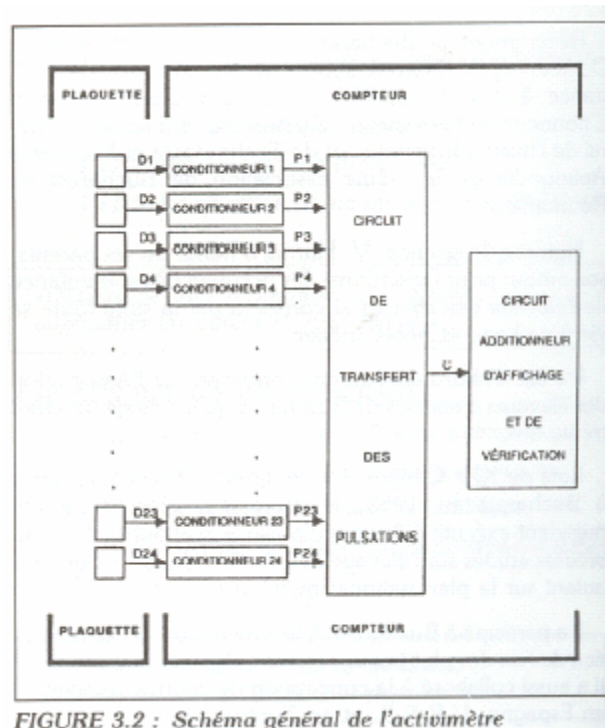 PLAQUETTE
COMPTEUR
D1 CONDITIONNEUR 1 P1
D2 CONDITIONNEUR 2 P2
D3 CONDITIONNEUR 3 P3
D4 CONDITIONNEUR 4 P4
CIRCUIT
DE
TRANSFERT
DES
PULSATIONS
C
CIRCUIT
ADDITIONNEUR
D'AFFICHAGE
ET DE
VÉRIFICATION
D23 CONDITIONNEUR 23 P23
D24 CONDITIONNEUR 24 P24
PLAQUETTE
COMPTEUR
FIGURE 3.2 : Schéma général de l'activimètre